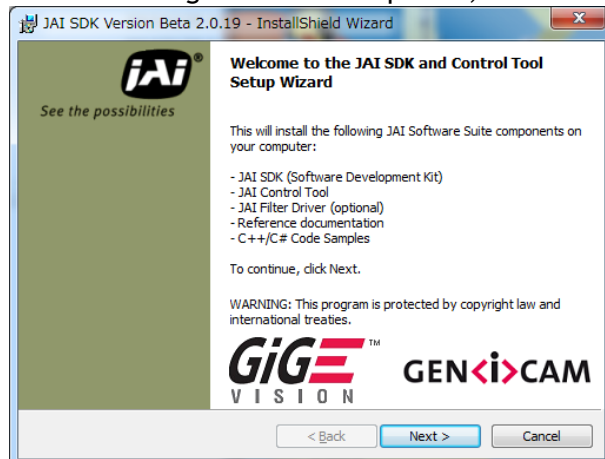 JAI SDK Version Beta 2.0.19 - InstallShield Wizard
JAi®
See the possibilities
Welcome to the JAI SDK and Control Tool
Setup Wizard
This will install the following JAI Software Suite components on
your computer:
- JAI SDK (Software Development Kit)
- JAI Control Tool
- JAI Filter Driver (optional)
- Reference documentation
- C++/C# Code Samples
To continue, click Next.
WARNING: This program is protected by copyright law and
international treaties.
GiGE™
VISION
GEN<i>CAM
< Back
Next >
Cancel